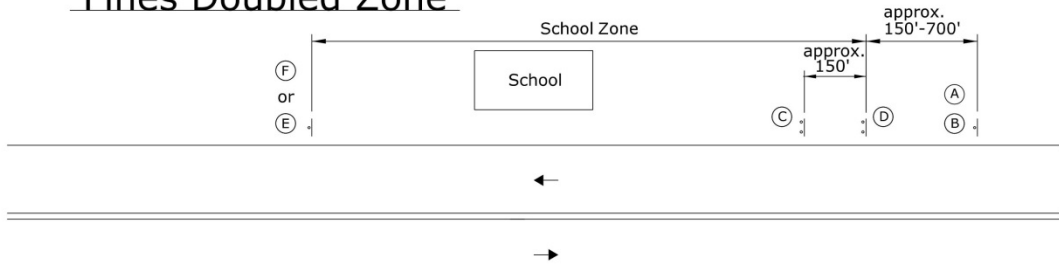 Fines Doubled Zone
approx.
150'-700'
School Zone
approx.
150'
School
F
or
E
C
D
A
B